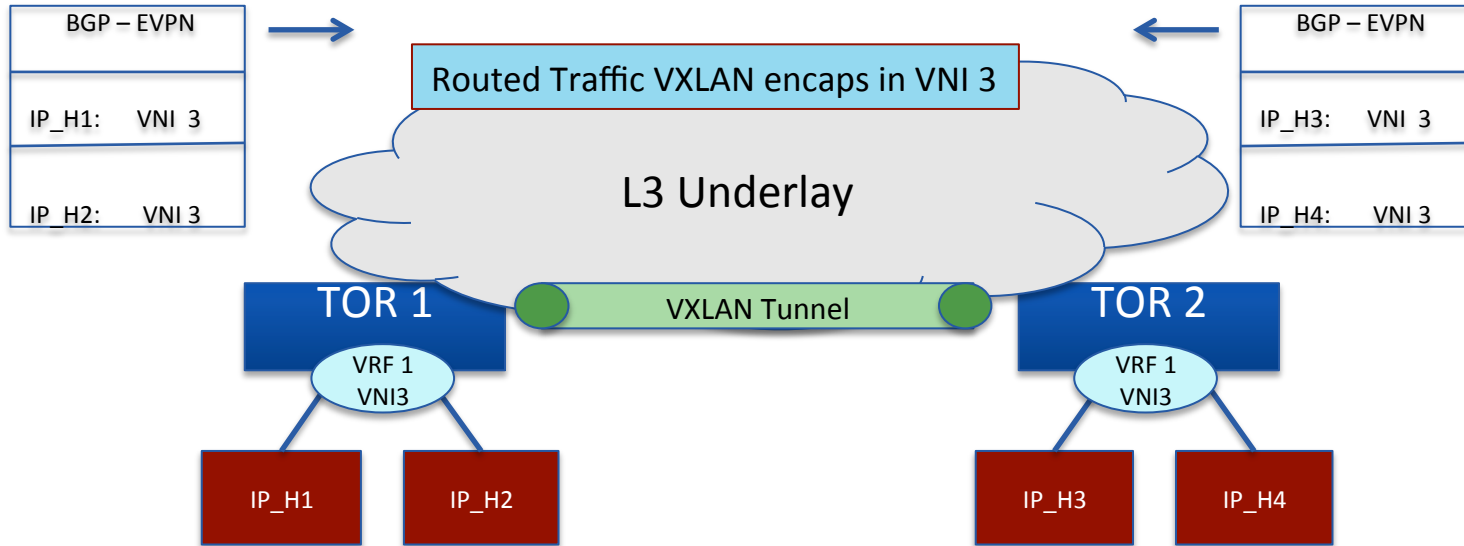 BGP – EVPN
IP_H1: VNI 3
IP_H2: VNI 3
BGP – EVPN
IP_H3: VNI 3
IP_H4: VNI 3
Routed Traffic VXLAN encaps in VNI 3
L3 Underlay
TOR 1
VXLAN Tunnel
TOR 2
VRF 1
VNI3
VRF 1
VNI3
IP_H1
IP_H2
IP_H3
IP_H4